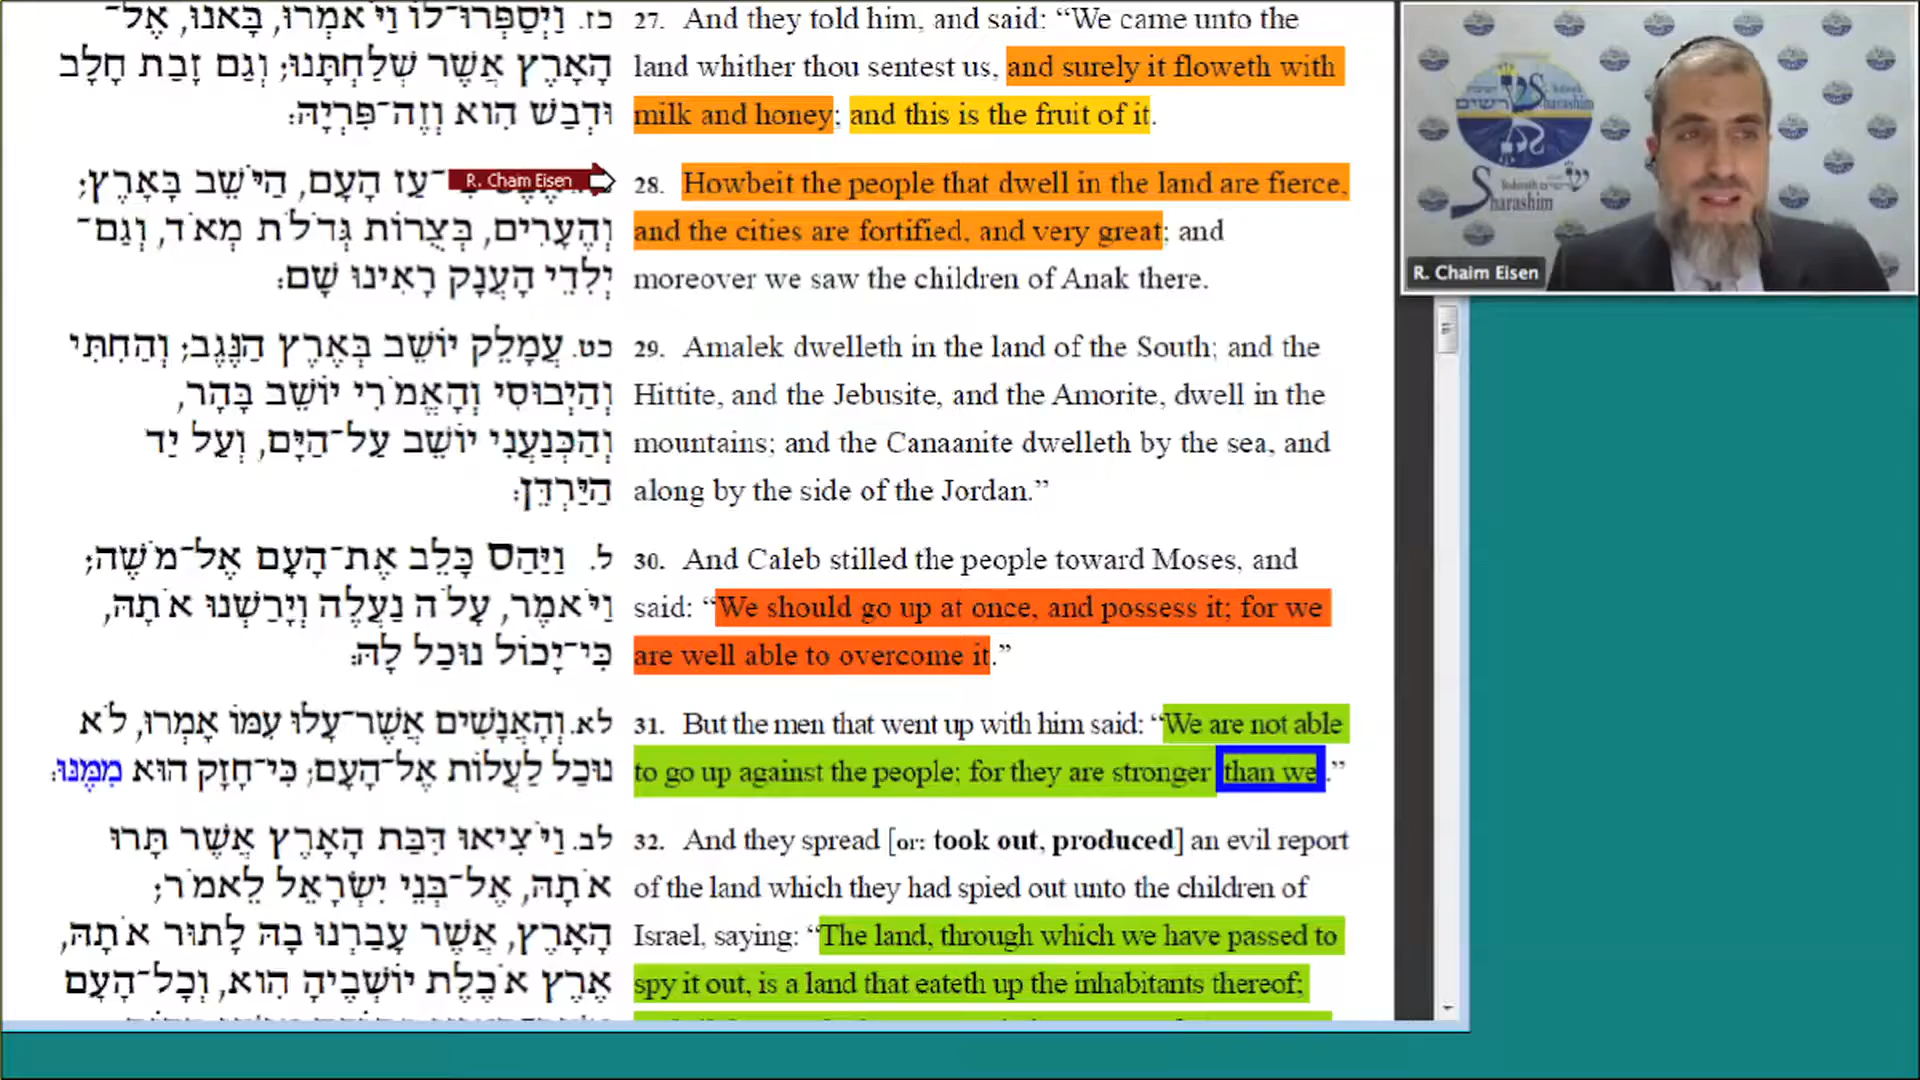 כז. וַיְסַפְּרוּ־לוֹ וַיֹּאמְרוּ, בָּאנוּ, אֶל־
הָאָרֶץ אֲשֶׁר שְׁלַחְתָּנוּ; וְגַם זָבַת חָלָב
וּדְבַשׁ הִוא וְזֶה־פִּרְיָהּ:
־עַז הָעָם, הַיֹּשֵׁב בָּאָרֶץ;
וְהֶעָרִים, בְּצֻרוֹת גְּדֹלֹת מְאֹד, וְגַם־
יְלִדֵי הָעֲנָק רָאִינוּ שָׁם:
כט. עֲמָלֵק יוֹשֵׁב בְּאֶרֶץ הַנֶּגֶב; וְהַחִתִּי
וְהַיְבוּסִי וְהָאֱמֹרִי יוֹשֵׁב בָּהָר,
וְהַכְּנַעֲנִי יוֹשֵׁב עַל־הַיָּם, וְעַל יַד
הַיַּרְדֵּן:
ל. וַיַּהַס כָּלֵב אֶת־הָעָם אֶל־מֹשֶׁה;
וַיֹּאמֶר, עָלֹה נַעֲלֶה וְיָרַשְׁנוּ אֹתָהּ,
כִּי־יָכוֹל נוּכַל לָהּ:
לא. וְהָאֲנָשִׁים אֲשֶׁר־עָלוּ עִמּוֹ אָמְרוּ, לֹא
נוּכַל לַעֲלוֹת אֶל־הָעָם; כִּי־חָזָק הוּא מִמֶּנּוּ:
לב. וַיֹּצִיאוּ דִּבַּת הָאָרֶץ אֲשֶׁר תָּרוּ
אֹתָהּ, אֶל־בְּנֵי יִשְׂרָאֵל לֵאמֹר;
הָאָרֶץ, אֲשֶׁר עָבַרְנוּ בָהּ לָתוּר אֹתָהּ,
אֶרֶץ אֹכֶלֶת יוֹשְׁבֶיהָ הִוא, וְכָל־הָעָם
R. Chaim Eisen
27. And they told him, and said: “We came unto the
land whither thou sentest us, and surely it floweth with
milk and honey; and this is the fruit of it.
28. Howbeit the people that dwell in the land are fierce,
and the cities are fortified, and very great; and
moreover we saw the children of Anak there.
29. Amalek dwelleth in the land of the South; and the
Hittite, and the Jebusite, and the Amorite, dwell in the
mountains; and the Canaanite dwelleth by the sea, and
along by the side of the Jordan.”
30. And Caleb stilled the people toward Moses, and
said: “We should go up at once, and possess it; for we
are well able to overcome it.”
31. But the men that went up with him said: “We are not able
to go up against the people; for they are stronger than we.”
32. And they spread [or: took out, produced] an evil report
of the land which they had spied out unto the children of
Israel, saying: “The land, through which we have passed to
spy it out, is a land that eateth up the inhabitants thereof;
Yedweth
Sharashim
שרשים
R. Chaim Eisen